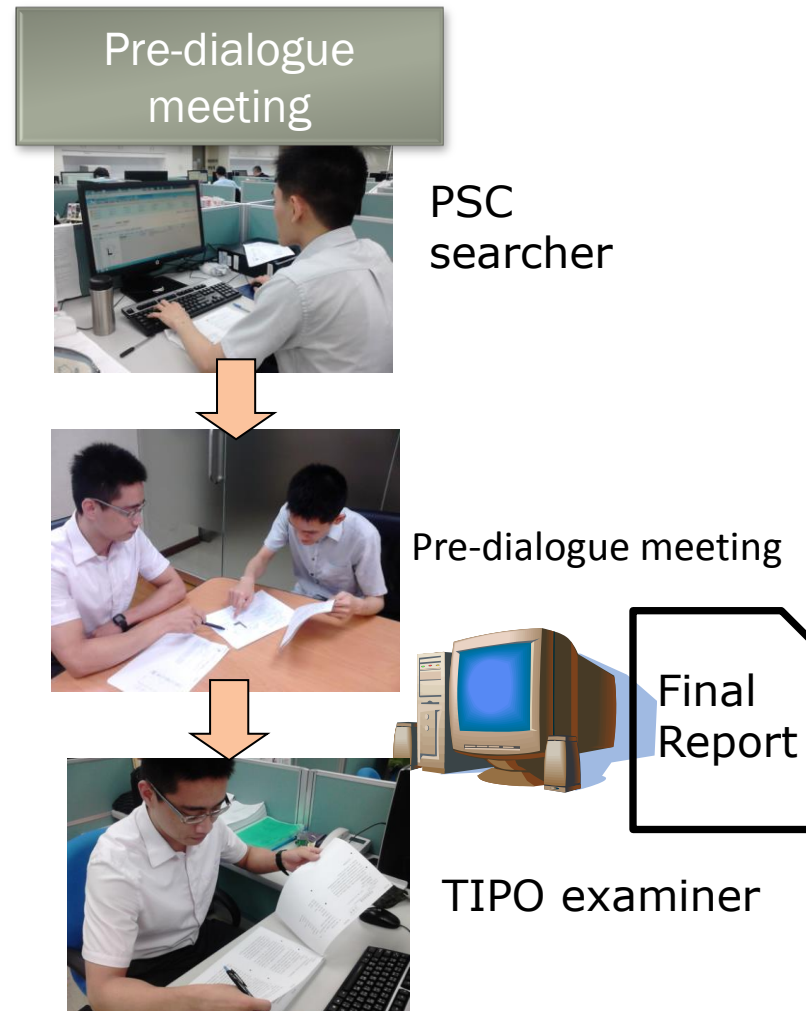 Pre-dialogue
meeting
PSC
searcher
Pre-dialogue meeting
Final
Report
TIPO examiner